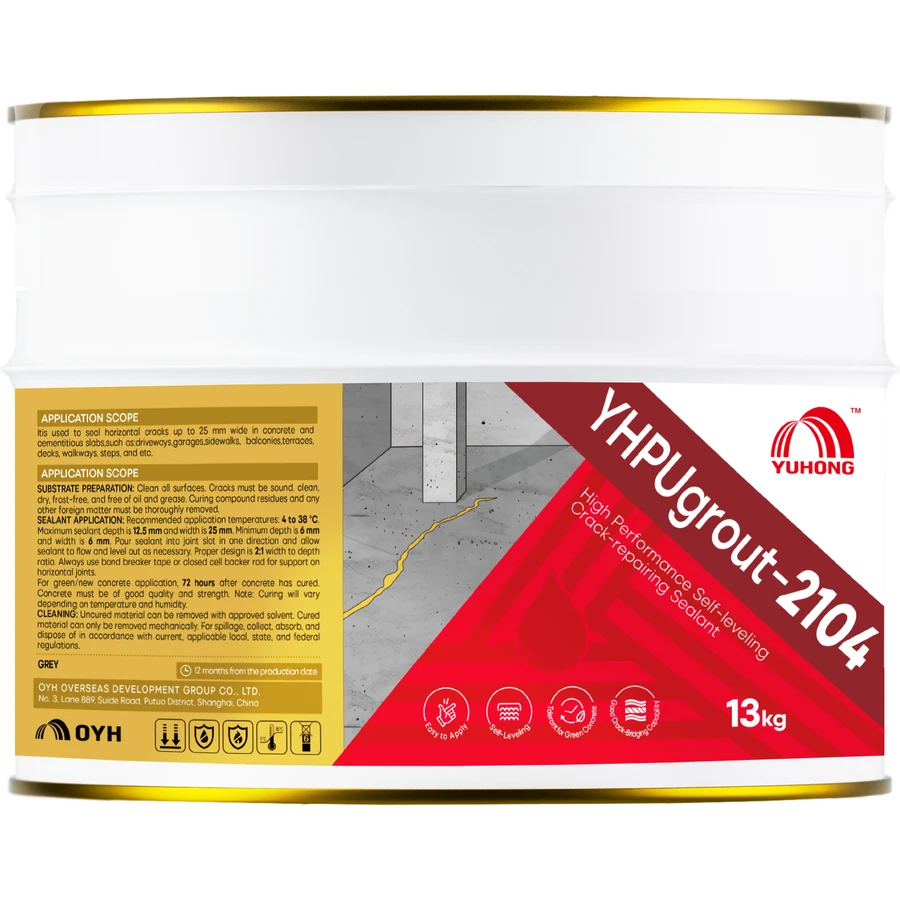 APPLICATION SCOPE
Itis used to seal horizontal cracks up to 25 mm wide in concrete and
cementitious slabs,such as:driveways,garages,sidewalks, balconies,terraces,
decks, walkways, steps, and etc.
APPLICATION SCOPE
SUBSTRATE PREPARATION: Clean all surfaces. Cracks must be sound, clean,
dry, frost-free, and free of oil and grease. Curing compound residues and any
other foreign matter must be thoroughly removed.
SEALANT APPLICATION: Recommended application temperatures: 4 to 38 °C.
Maximum sealant depth is 12.5 mm and width is 25 mm. Minimum depth is 6 mm
and width is 6 mm. Pour sealant into joint slot in one direction and allow
sealant to flow and level out as necessary. Proper design is 2:1 width to depth
ratio. Always use bond breaker tape or closed cell backer rod for support on
horizontal joints.
For green/new concrete application, 72 hours after concrete has cured.
Concrete must be of good quality and strength. Note: Curing will vary
depending on temperature and humidity.
CLEANING: Uncured material can be removed with approved solvent. Cured
material can only be removed mechanically. For spillage, collect, absorb, and
dispose of in accordance with current, applicable local, state, and federal
regulations.
GREY
12 months from the production date
OYH OVERSEAS DEVELOPMENT GROUP CO., LTD.
No. 3, Lane 889, Suide Road, Putuo District, Shanghai, China
OYH
YHPUgrout-2104
High Performance Self-leveling
Crack-repairing Sealant
YUHONG
TM
Easy to Apply
Self-Leveling
Tolerant for Green Concrete
Good Crack-Bridging Capability
13kg